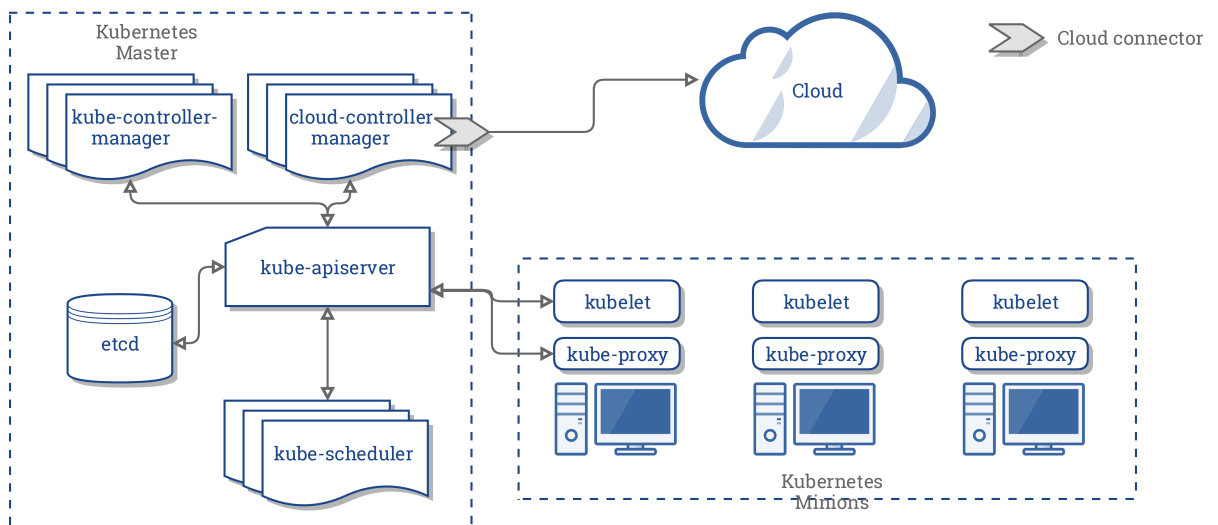 Kubernetes
Master
kube-controller-
manager
cloud-controller
manager
Cloud
Cloud connector
kube-apiserver
etcd
kube-scheduler
kubelet
kubelet
kubelet
kube-proxy
kube-proxy
kube-proxy
Kubernetes
Minions